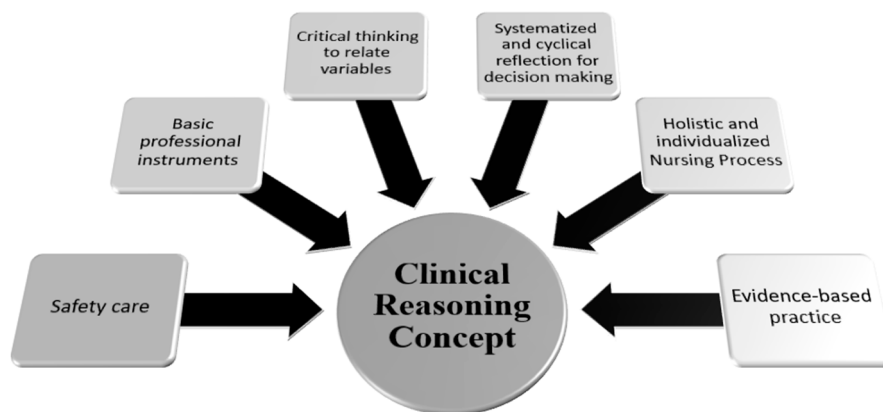 Critical thinking
to relate
variables
Systematized
and cyclical
reflection for
decision making
Basic
professional
instruments
Holistic and
individualized
Nursing Process
Safety care
Clinical
Reasoning
Concept
Evidence-based
practice